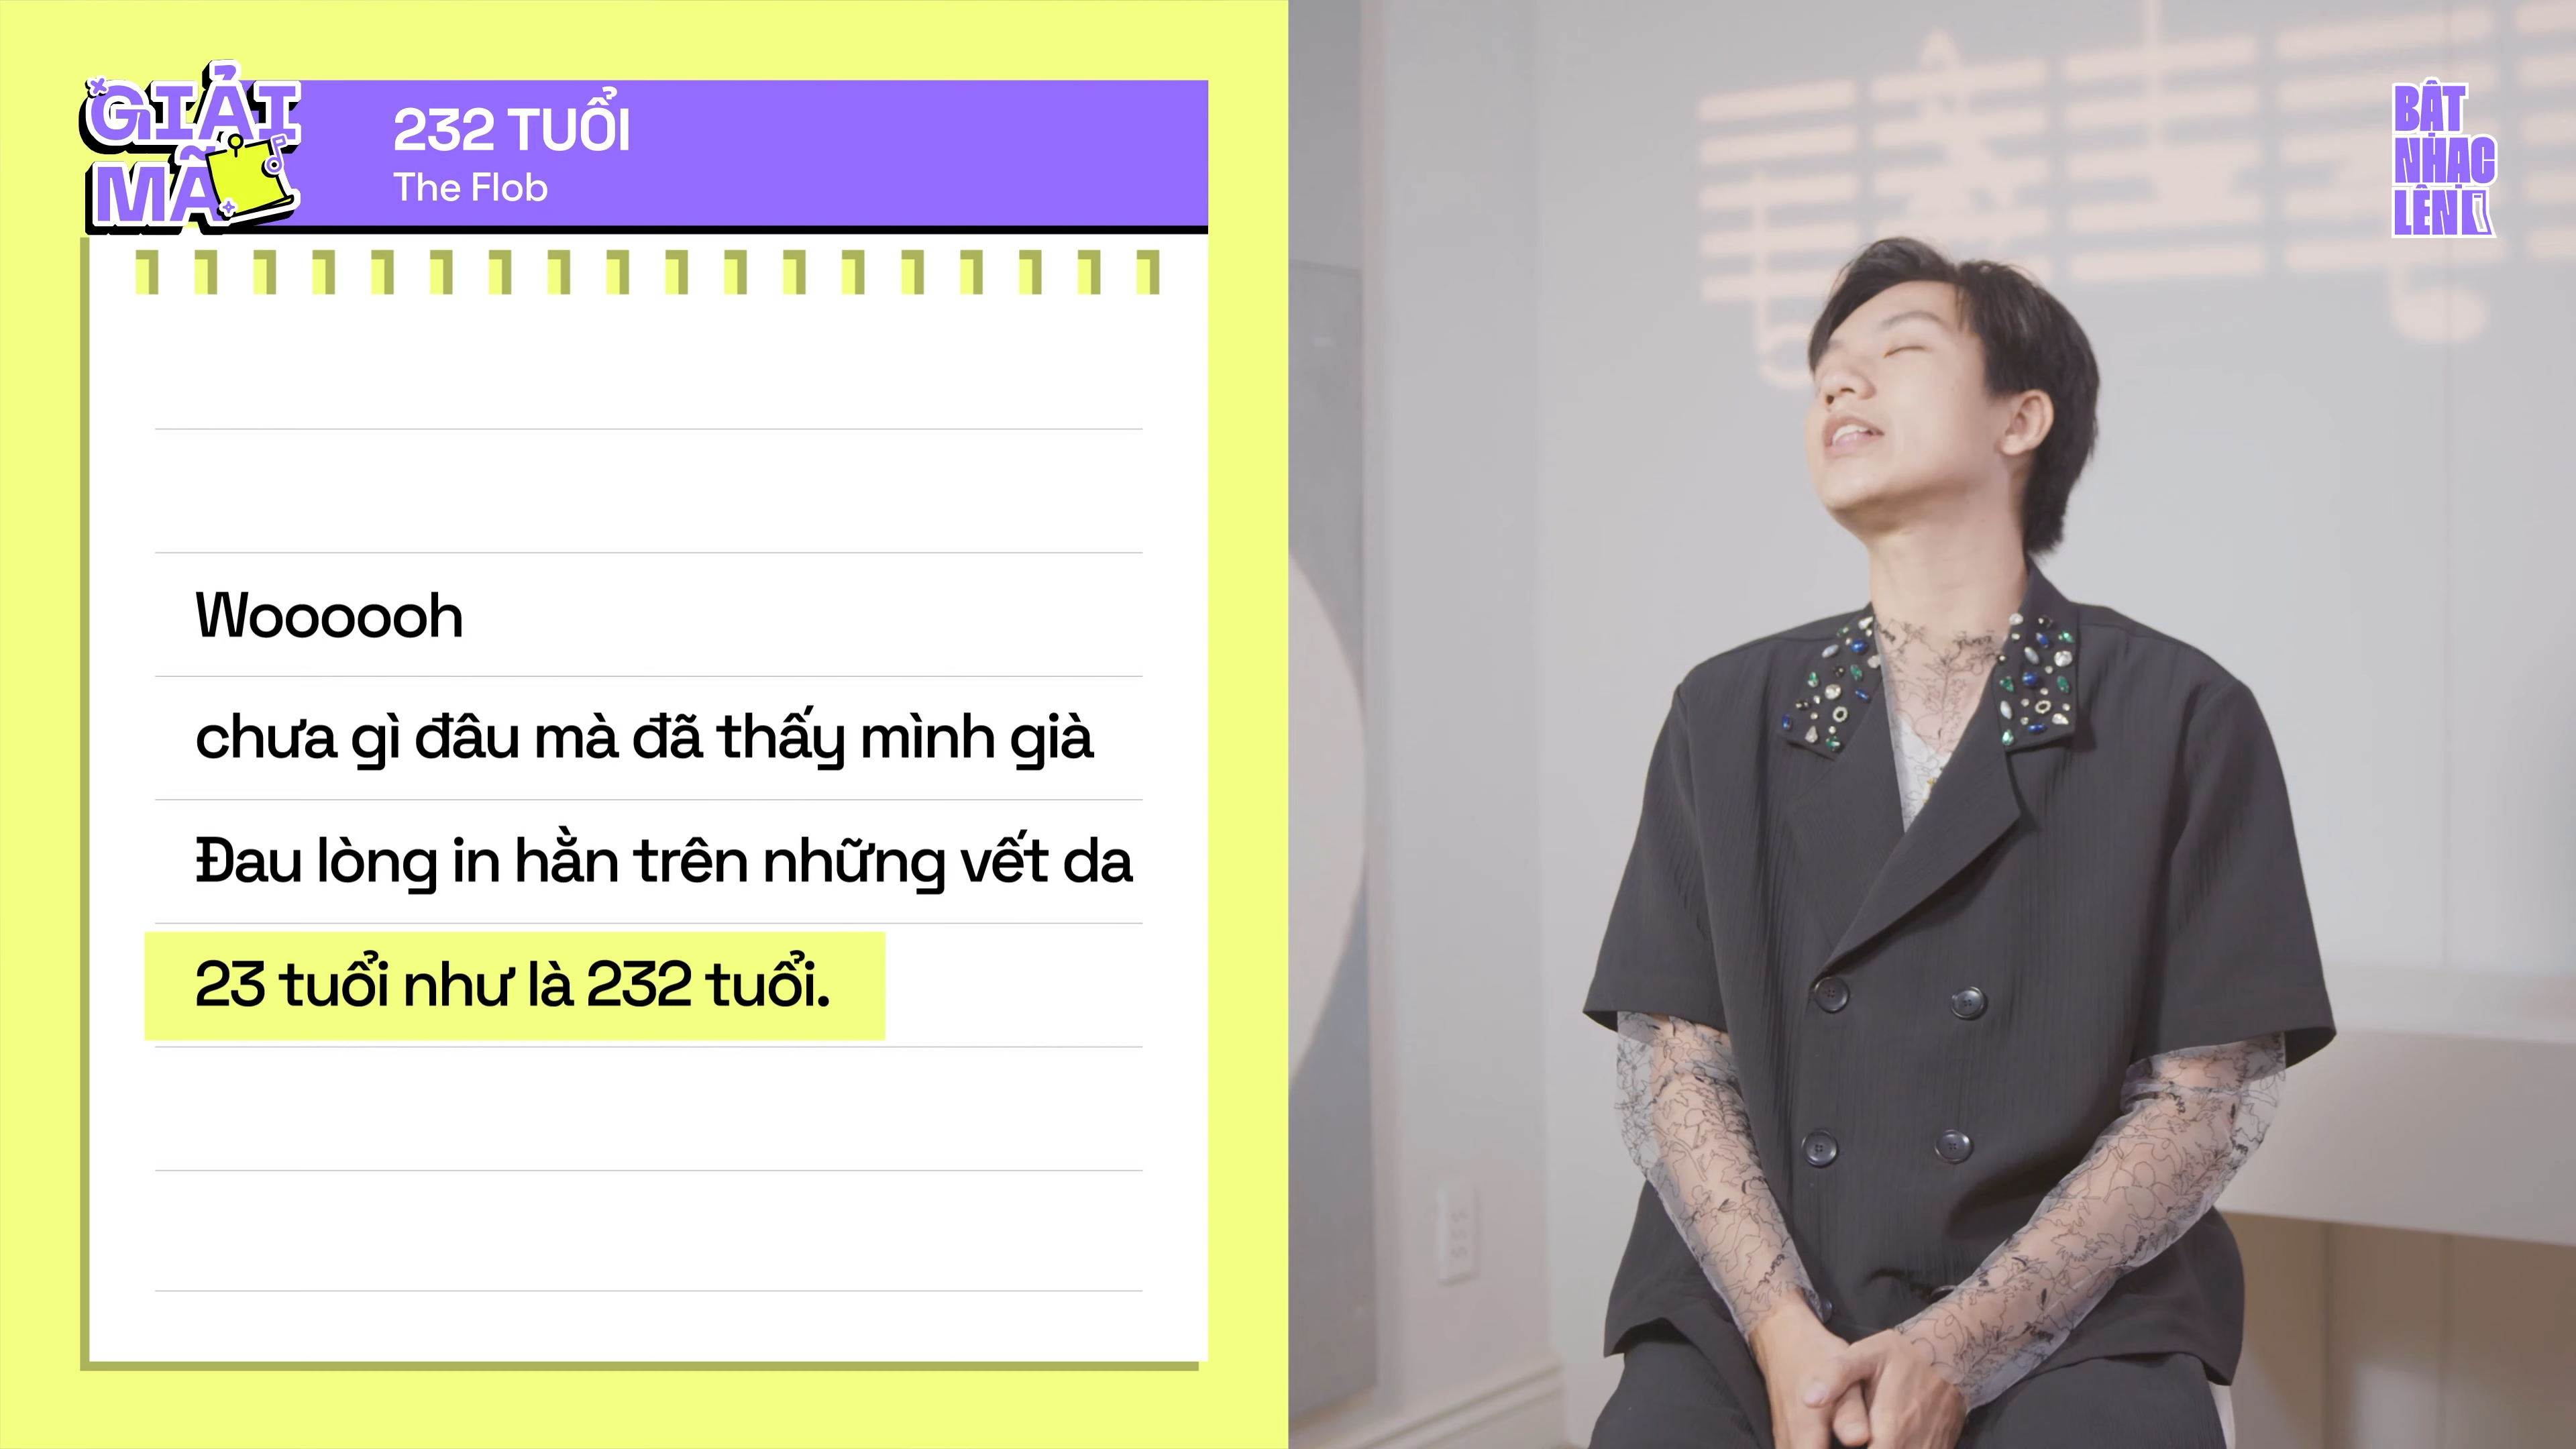 GIẢI
MÃ
232 TUỔI
The Flob
BẬT
NHẠC
LÊN
Woooooh
chưa gì đâu mà đã thấy mình già
Đau lòng in hằn trên những vết da
23 tuổi như là 232 tuổi.